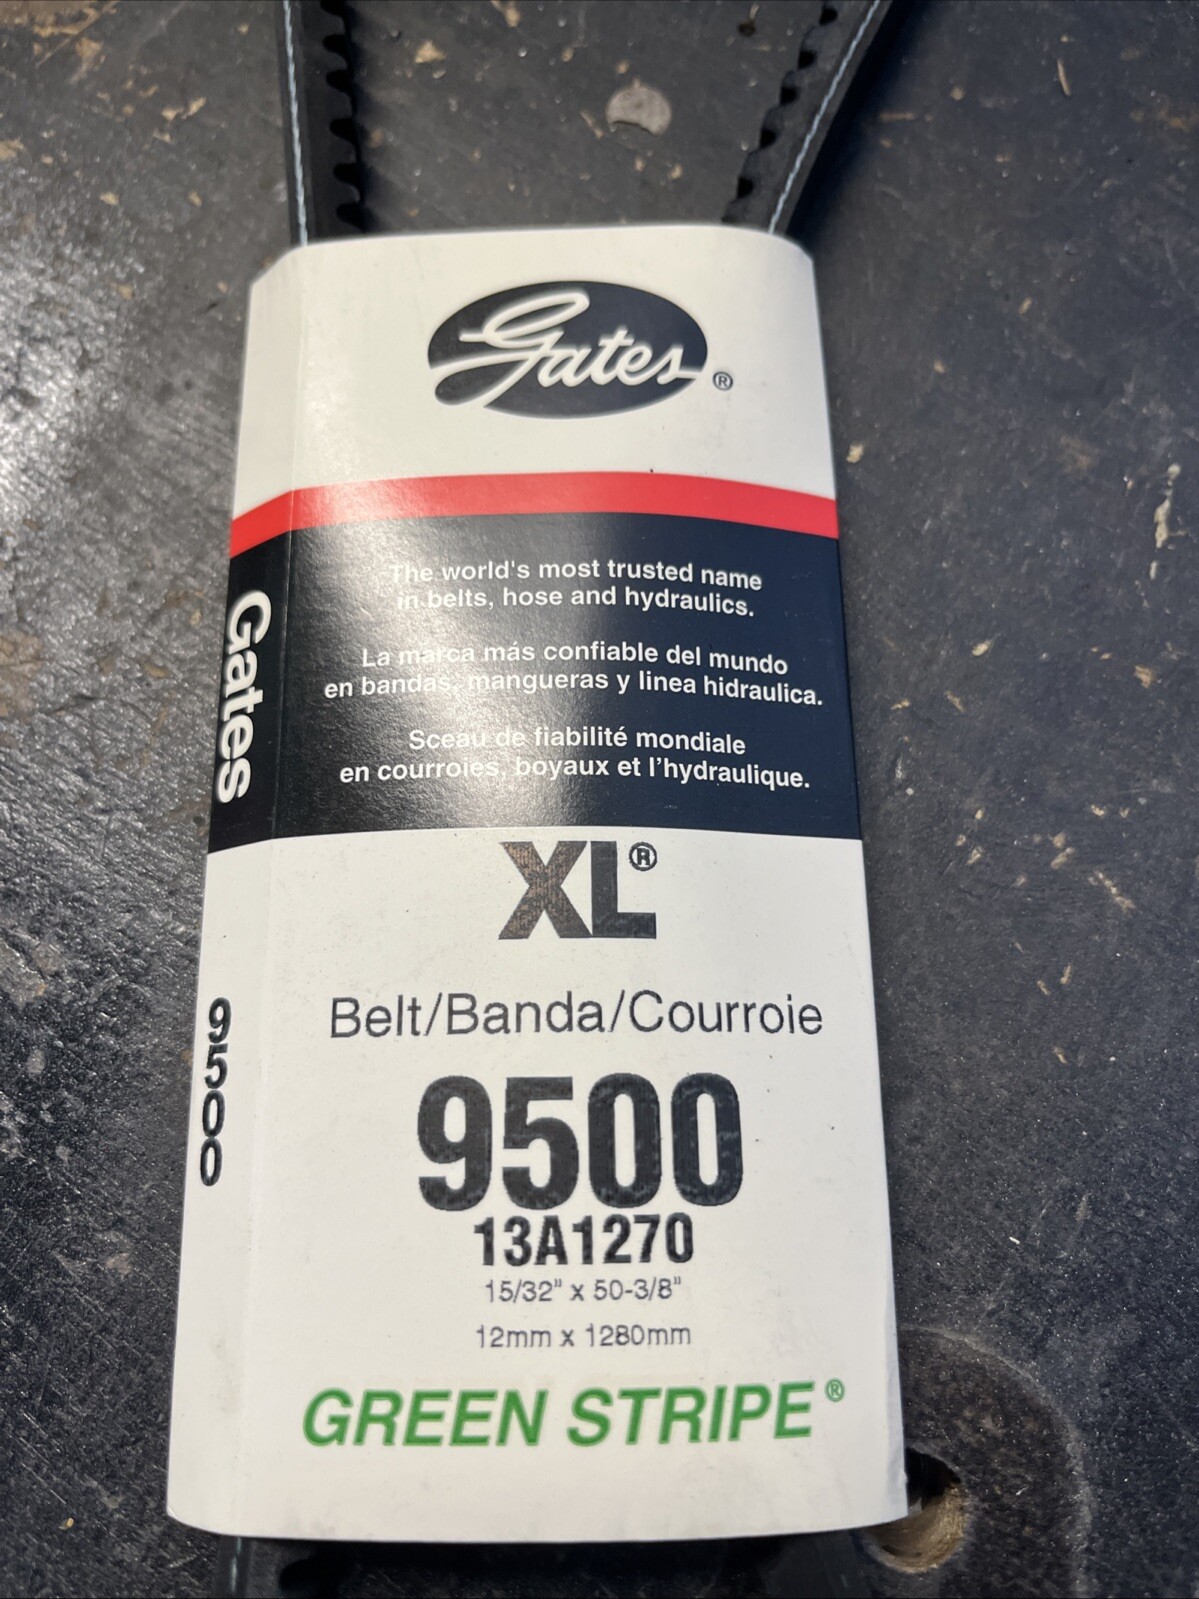 Gates®
The world's most trusted name
in belts, hose and hydraulics.
La marca más confiable del mundo
en bandas, mangueras y linea hidraulica.
Sceau de fiabilité mondiale
en courroies, boyaux et l'hydraulique.
Gates
XL®
Belt/Banda/Courroie
9500
9500
13A1270
15/32" x 50-3/8"
12mm x 1280mm
GREEN STRIPE®